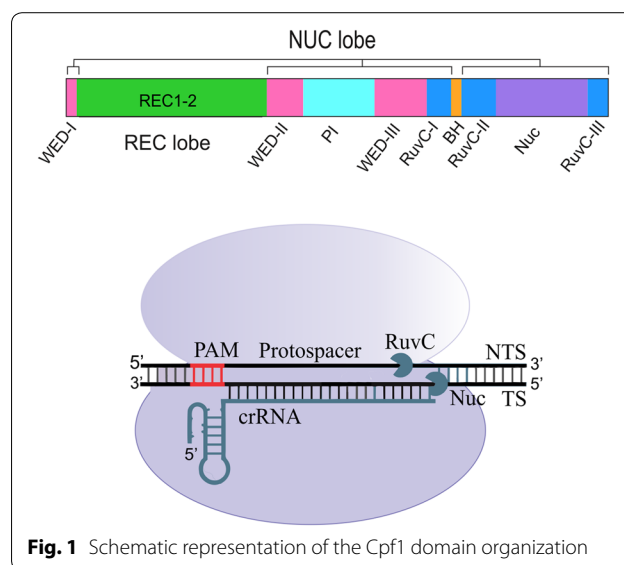 NUC lobe
REC1-2
WED-I
REC lobe
WED-II
PI
WED-III
RuvC-I
BH
RuvC-II
Nuc
RuvC-III
RuvC
PAM Protospacer NTS
5’ 3’
3’ 5’
Nuc TS
crRNA
5’
Fig. 1 Schematic representation of the Cpf1 domain organization